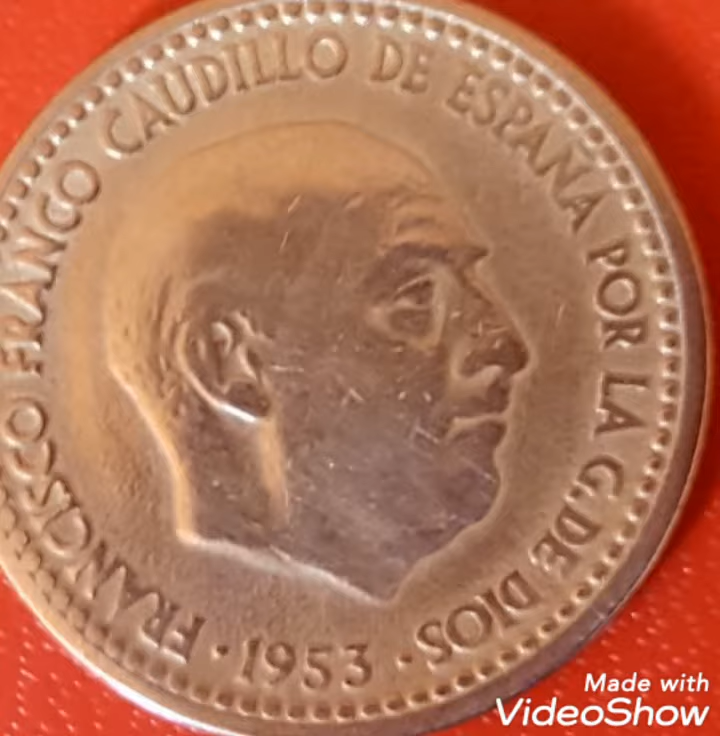 FRANCISCO FRANCO CAUDILLO DE ESPAÑA POR LA G. DE DIOS
· 1953 ·
Made with
VideoShow